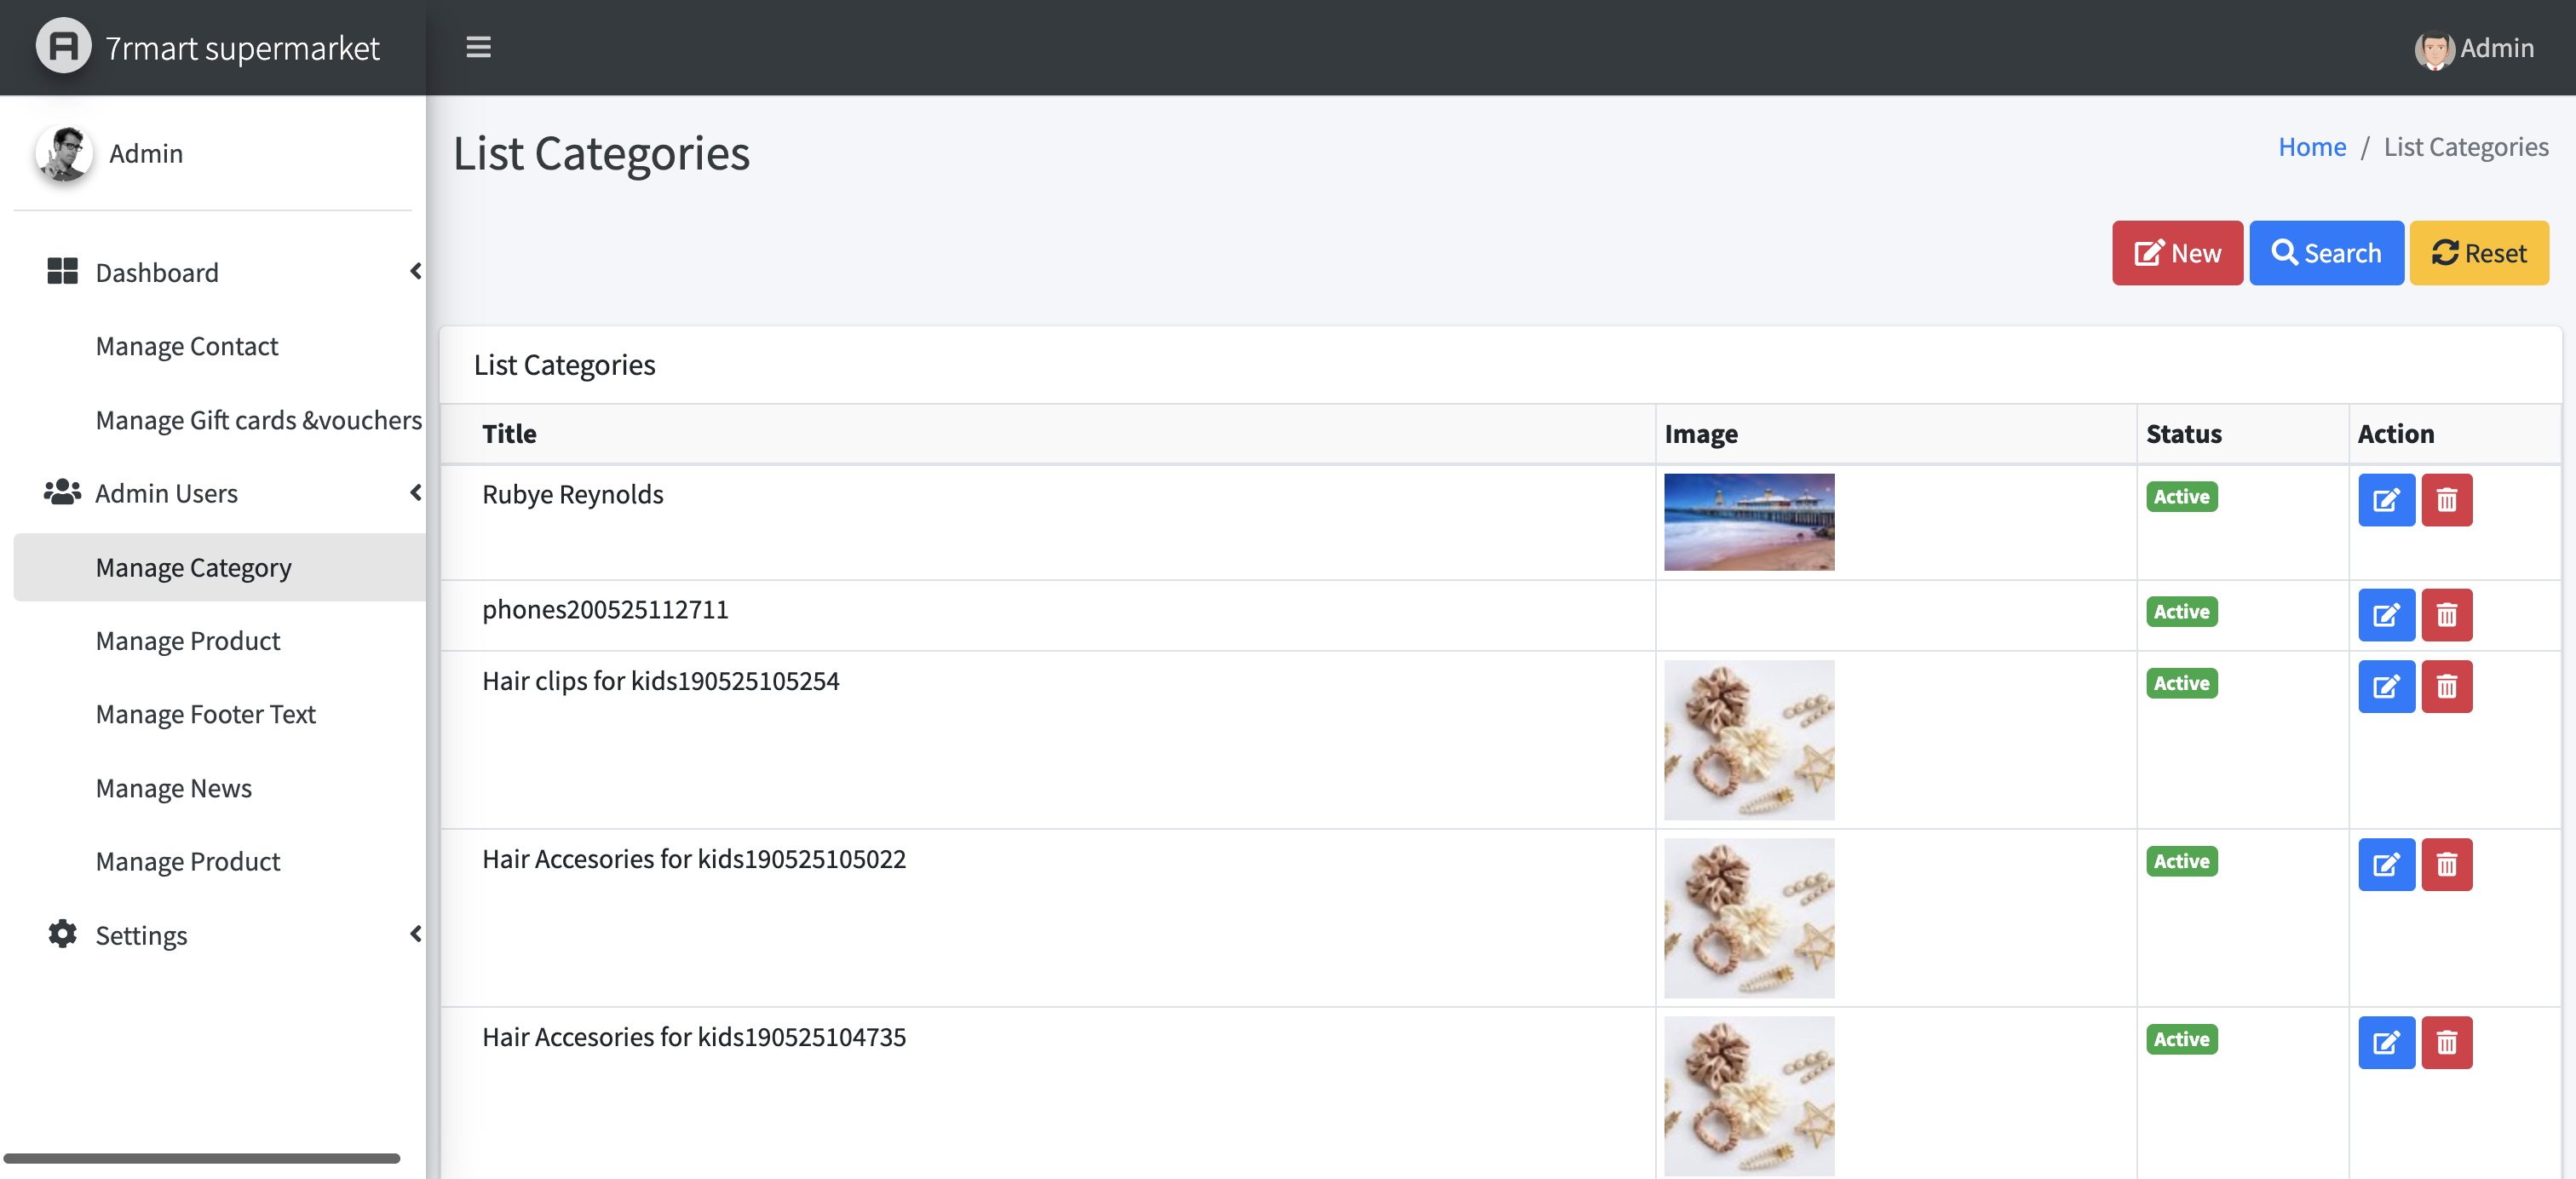 7rmart supermarket
Admin
Admin
Dashboard
Manage Contact
Manage Gift cards &vouchers
Admin Users
Manage Category
Manage Product
Manage Footer Text
Manage News
Manage Product
Settings
List Categories
Home / List Categories
New Search Reset
List Categories
Title Image Status Action
Rubye Reynolds Active
phones200525112711 Active
Hair clips for kids190525105254 Active
Hair Accesories for kids190525105022 Active
Hair Accesories for kids190525104735 Active